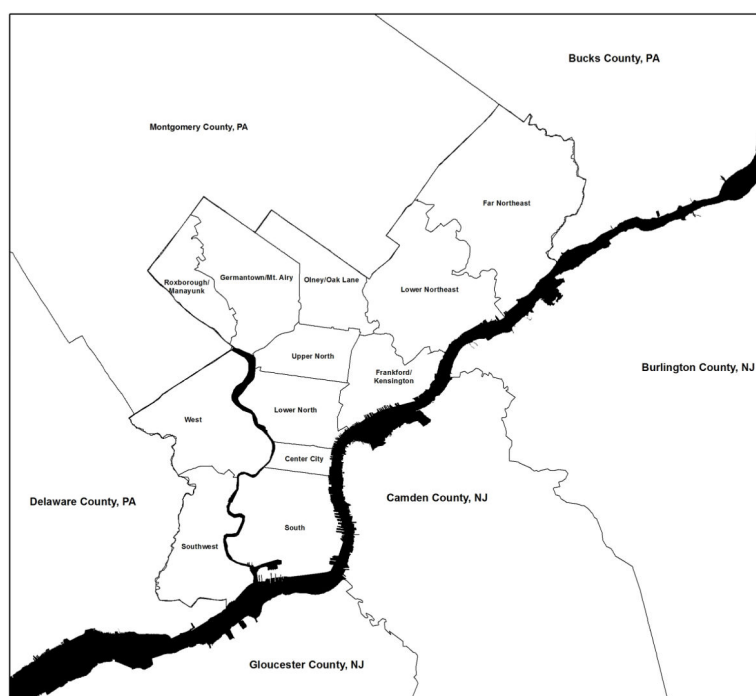 Bucks County, PA
Montgomery County, PA
Far Northeast
Roxborough/
Manayunk
Germantown/Mt. Airy
Olney/Oak Lane
Lower Northeast
Upper North
Frankford/
Kensington
Burlington County, NJ
Lower North
West
Center City
Delaware County, PA
Camden County, NJ
South
Southwest
Gloucester County, NJ